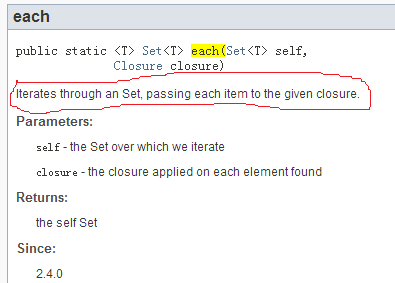 each
public static <T> Set<T> each(Set<T> self,
Closure closure)
Iterates through an Set, passing each item to the given closure.
Parameters:
self - the Set over which we iterate
closure - the closure applied on each element found
Returns:
the self Set
Since:
2.4.0